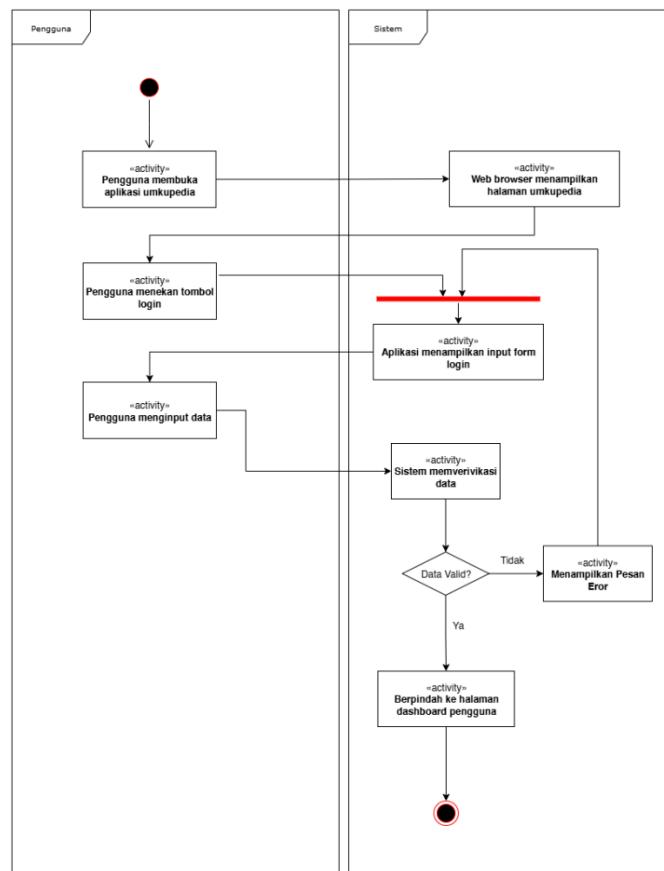 Pengguna
Sistem
«activity»
Pengguna membuka
aplikasi umkupedia
«activity»
Web browser menampilkan
halaman umkupedia
«activity»
Pengguna menekan tombol
login
«activity»
Aplikasi menampilkan input form
login
«activity»
Pengguna menginput data
«activity»
Sistem memverivikasi
data
Data Valid?
Tidak
«activity»
Menampilkan Pesan
Eror
Ya
«activity»
Berpindah ke halaman
dashboard pengguna